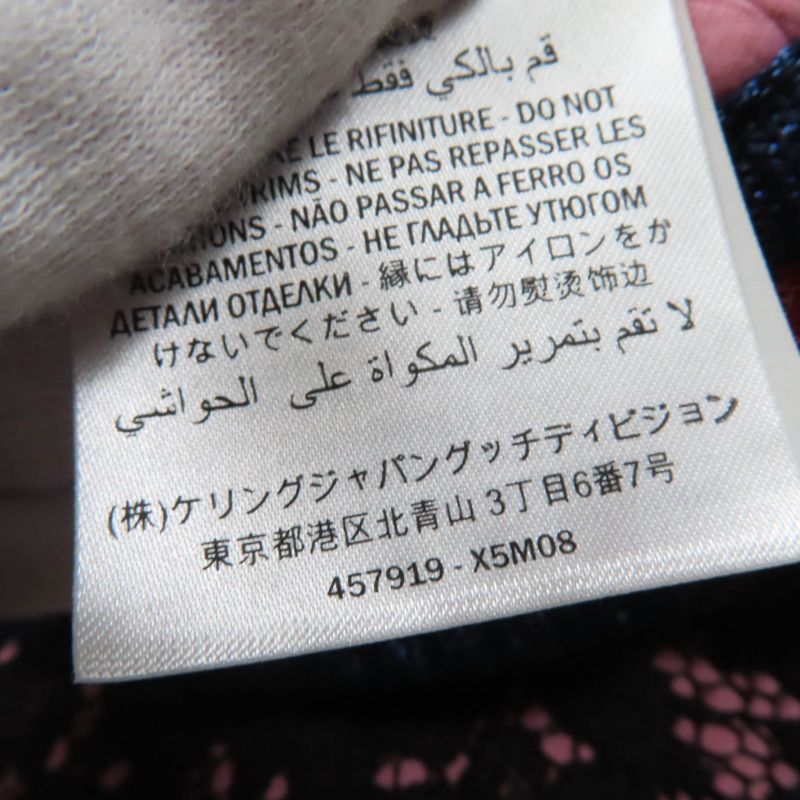 قم بالكي فقط
LE RIFINITURE - DO NOT
RIMS - NE PAS REPASSER LES
IONS - NÃO PASSAR A FERRO OS
ACABAMENTOS - НЕ ГЛАДЬТЕ УТЮГОМ
ДЕТАЛИ ОТДЕЛКИ - 縁にはアイロンをか
けないでください - 请勿熨烫饰边
لا تقم بتمرير المكواة على الحواشي
(株)ケリングジャパングッチディビジョン
東京都港区北青山 3丁目6番7号
457919 - X5M08